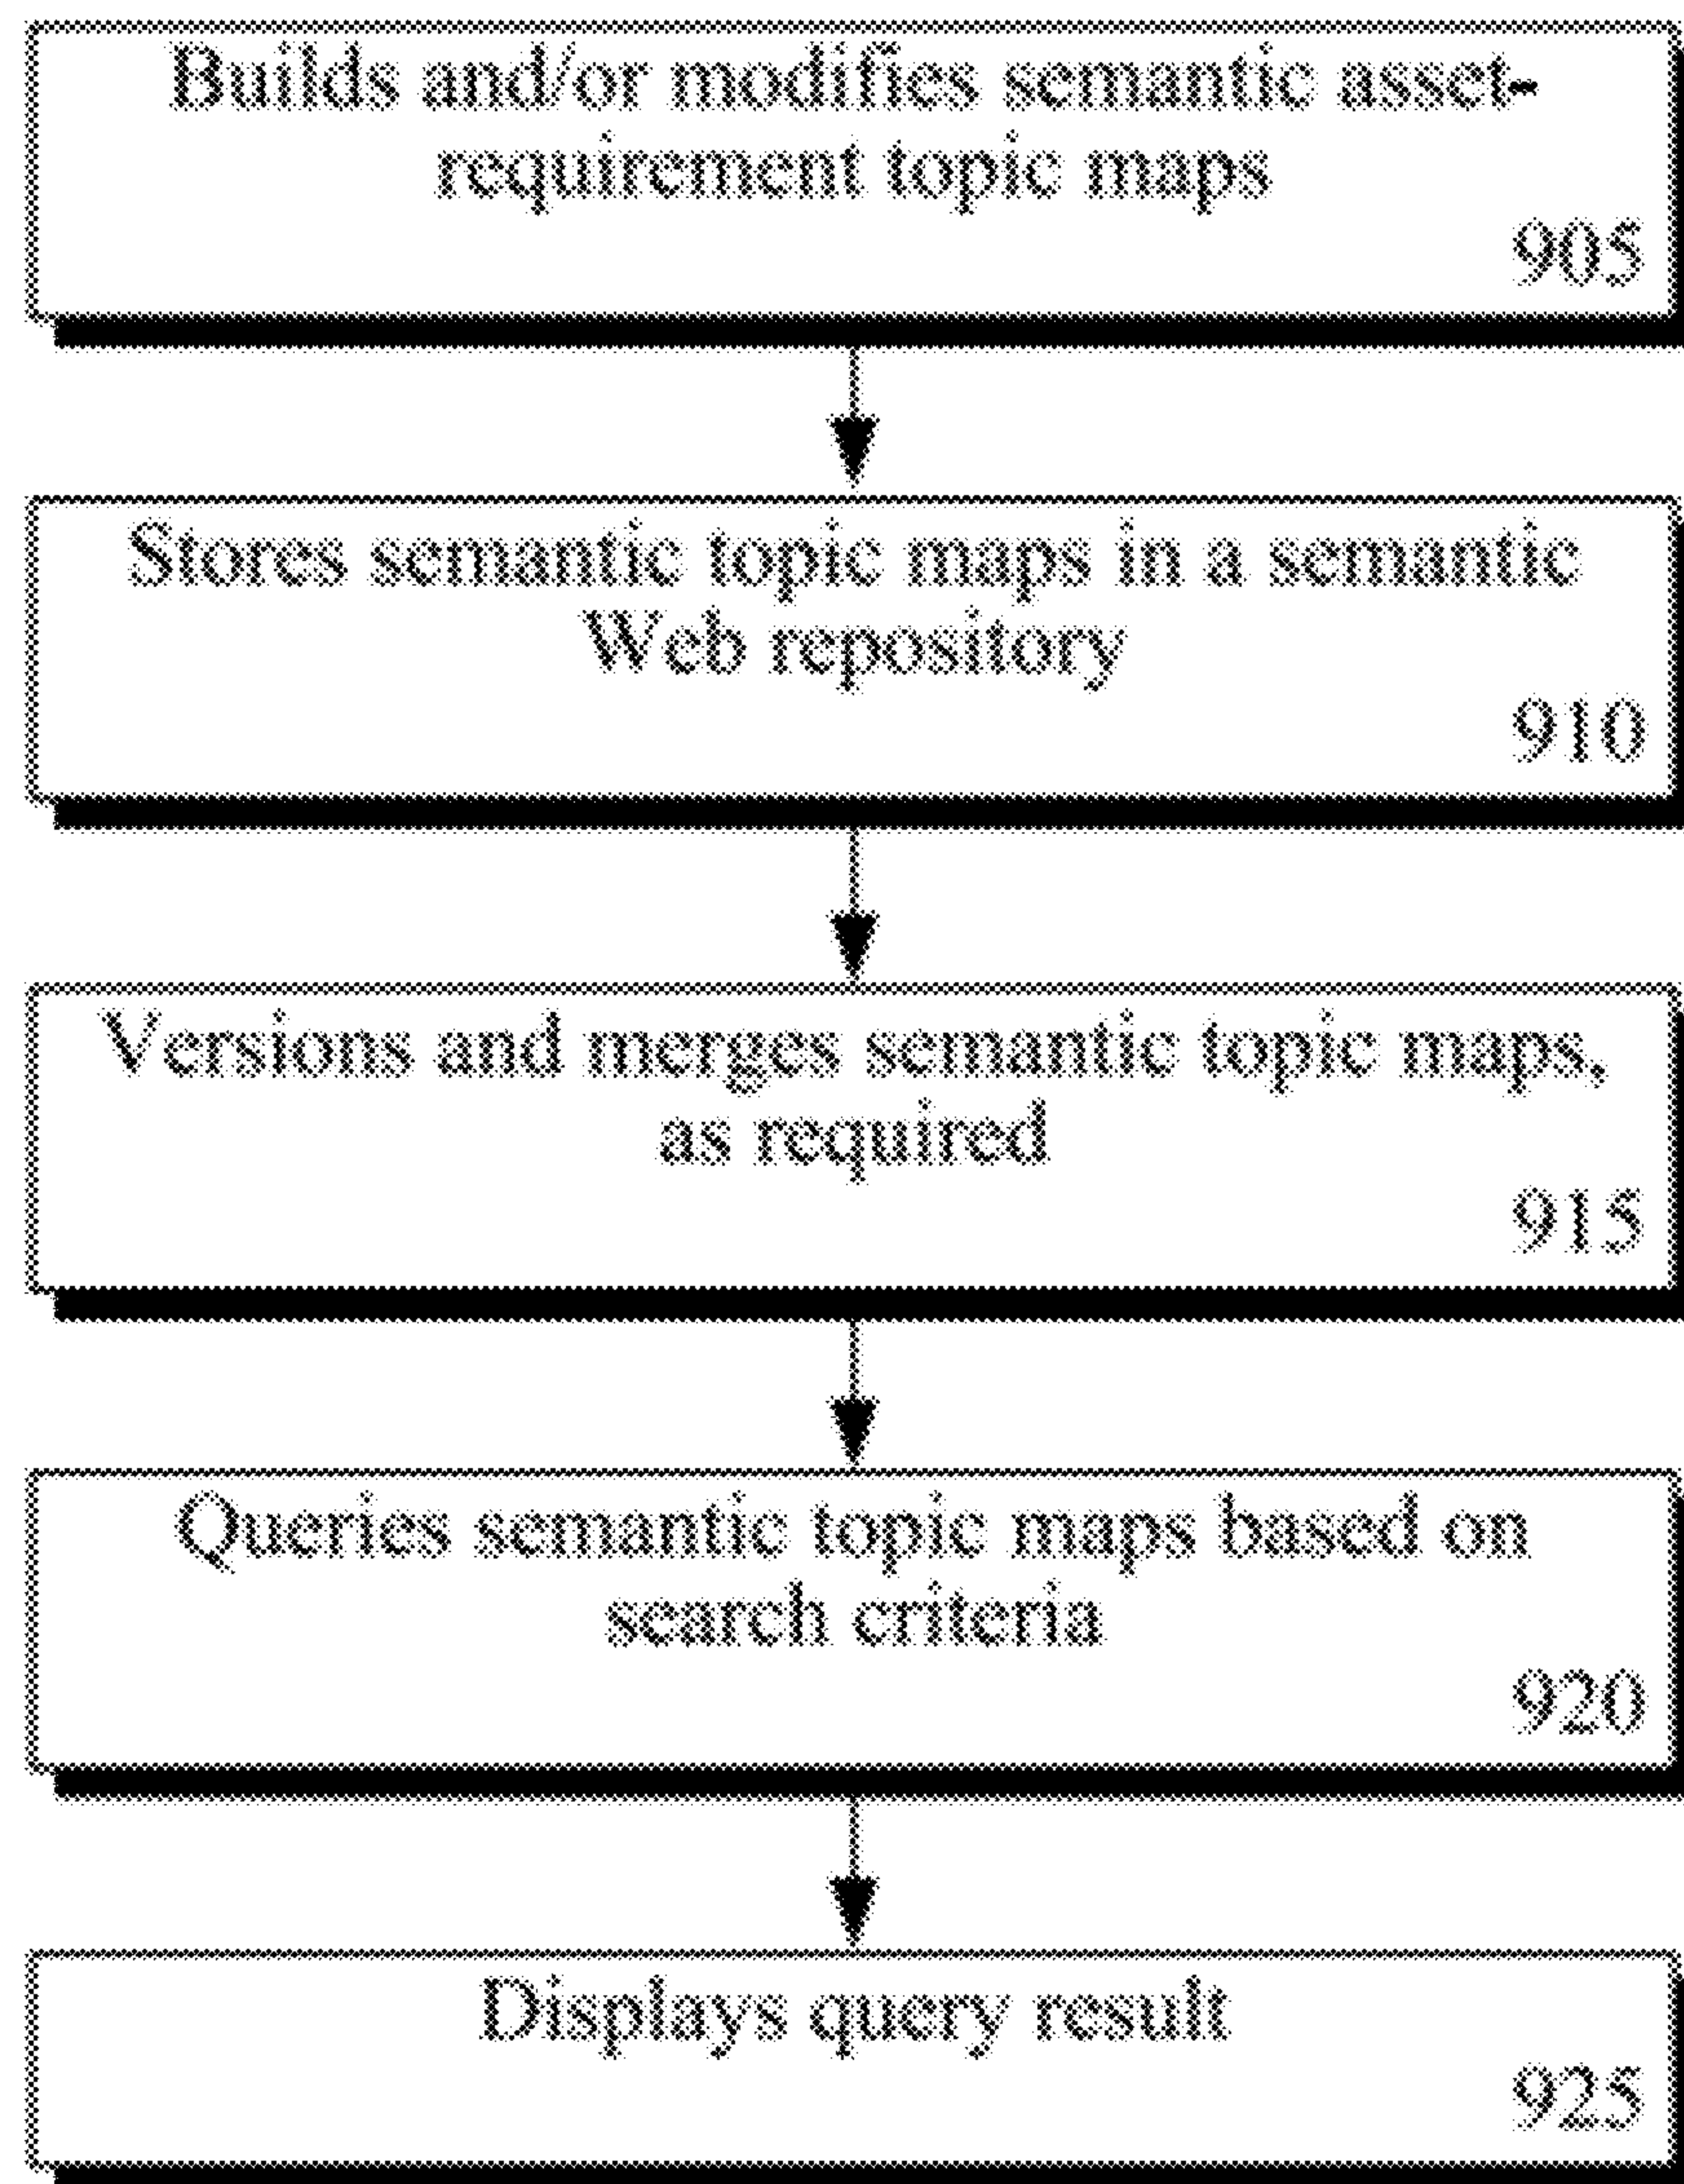 Builds and/or modifies semantic asset-
requirement topic maps
905
Stores semantic topic maps in a semantic
Web repository
910
Versions and merges semantic topic maps,
as required
915
Queries semantic topic maps based on
search criteria
920
Displays query result
925